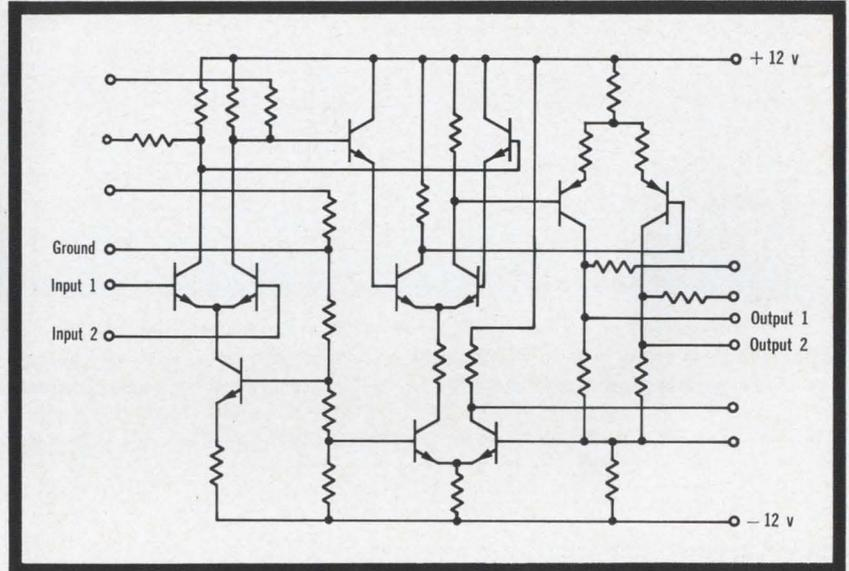 + 12 v
Ground
Input 1
Input 2
Output 1
Output 2
— 12 v